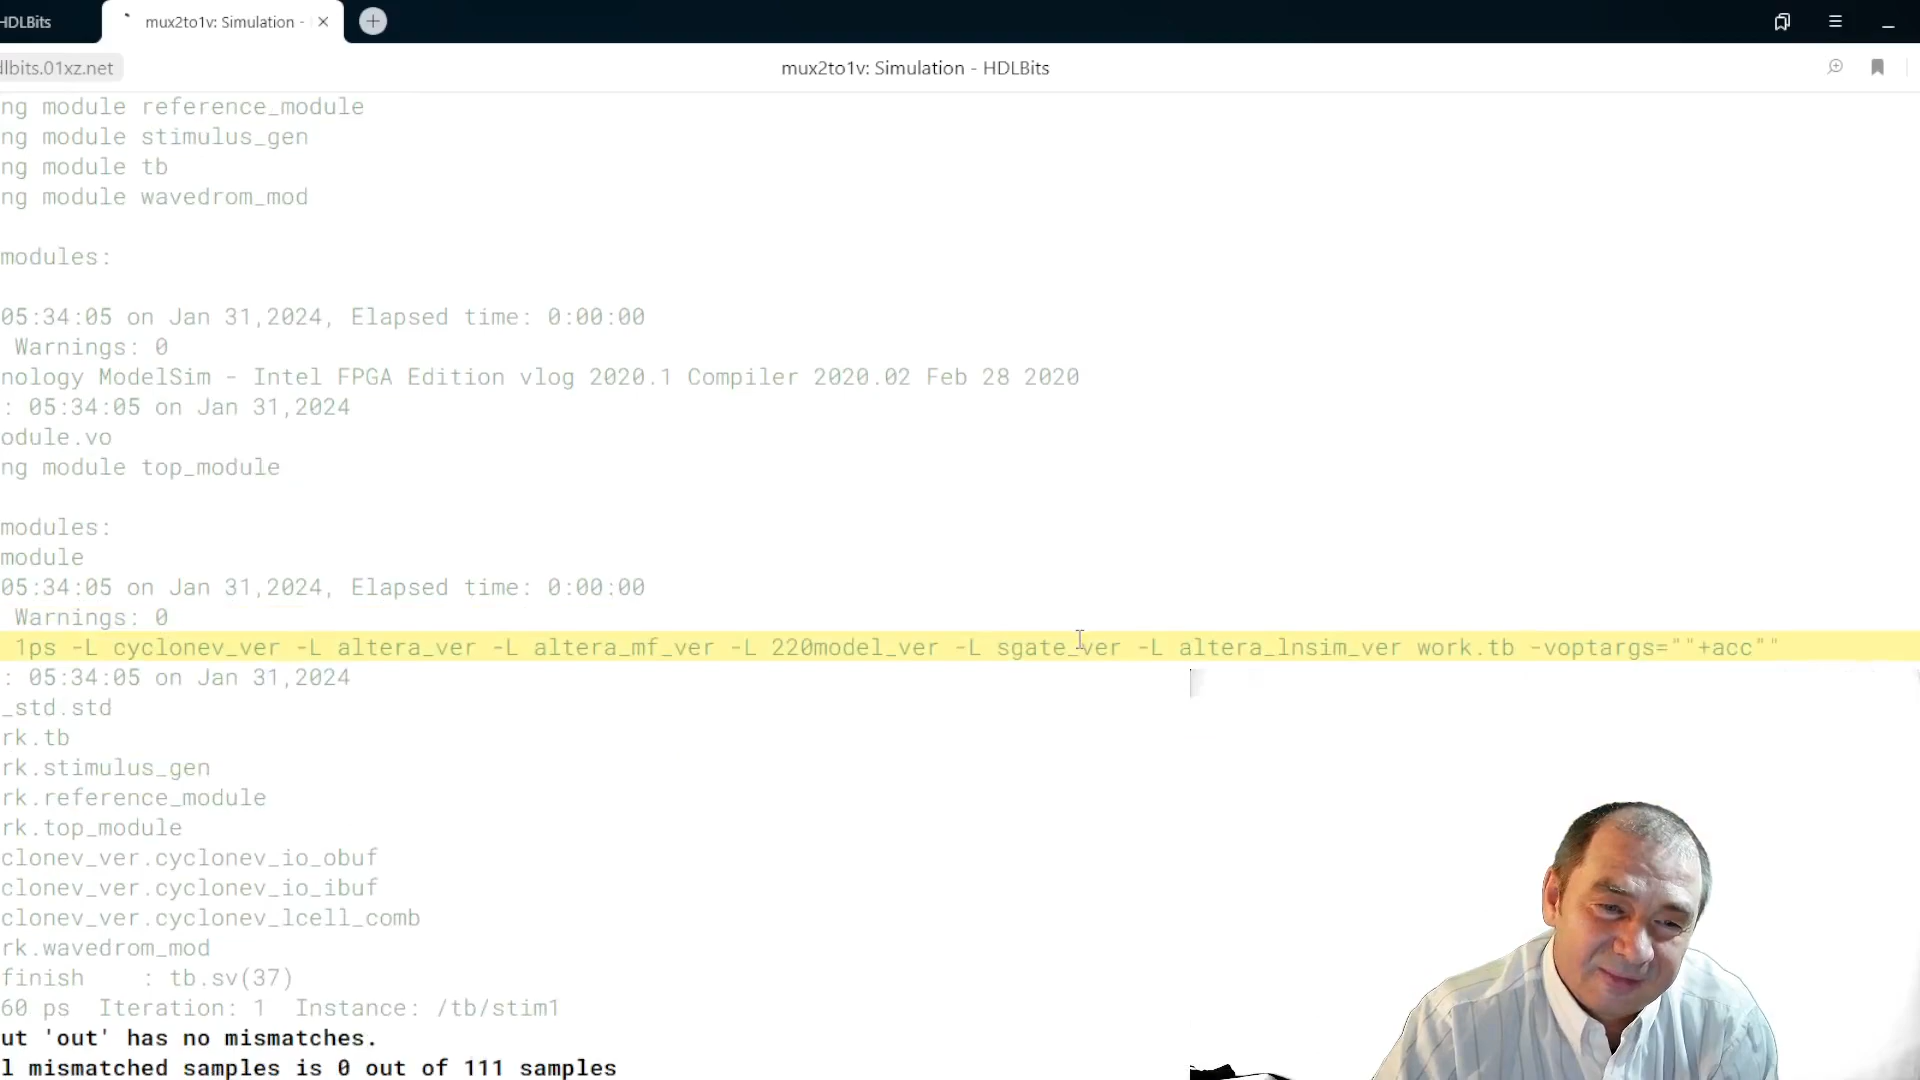 HDLBits
mux2to1v: Simulation -
dlbits.01xz.net
mux2to1v: Simulation - HDLBits
ng module reference_module
ng module stimulus_gen
ng module tb
ng module wavedrom_mod
modules:
05:34:05 on Jan 31,2024, Elapsed time: 0:00:00
Warnings: 0
nology ModelSim - Intel FPGA Edition vlog 2020.1 Compiler 2020.02 Feb 28 2020
: 05:34:05 on Jan 31,2024
odule.vo
ng module top_module
modules:
module
05:34:05 on Jan 31,2024, Elapsed time: 0:00:00
Warnings: 0
1ps -L cyclonev_ver -L altera_ver -L altera_mf_ver -L 220model_ver -L sgate_ver -L altera_lnsim_ver work.tb -voptargs=""+acc""
: 05:34:05 on Jan 31,2024
_std.std
rk.tb
rk.stimulus_gen
rk.reference_module
rk.top_module
clonev_ver.cyclonev_io_obuf
clonev_ver.cyclonev_io_ibuf
clonev_ver.cyclonev_lcell_comb
rk.wavedrom_mod
finish    : tb.sv(37)
60 ps  Iteration: 1  Instance: /tb/stim1
ut 'out' has no mismatches.
l mismatched samples is 0 out of 111 samples